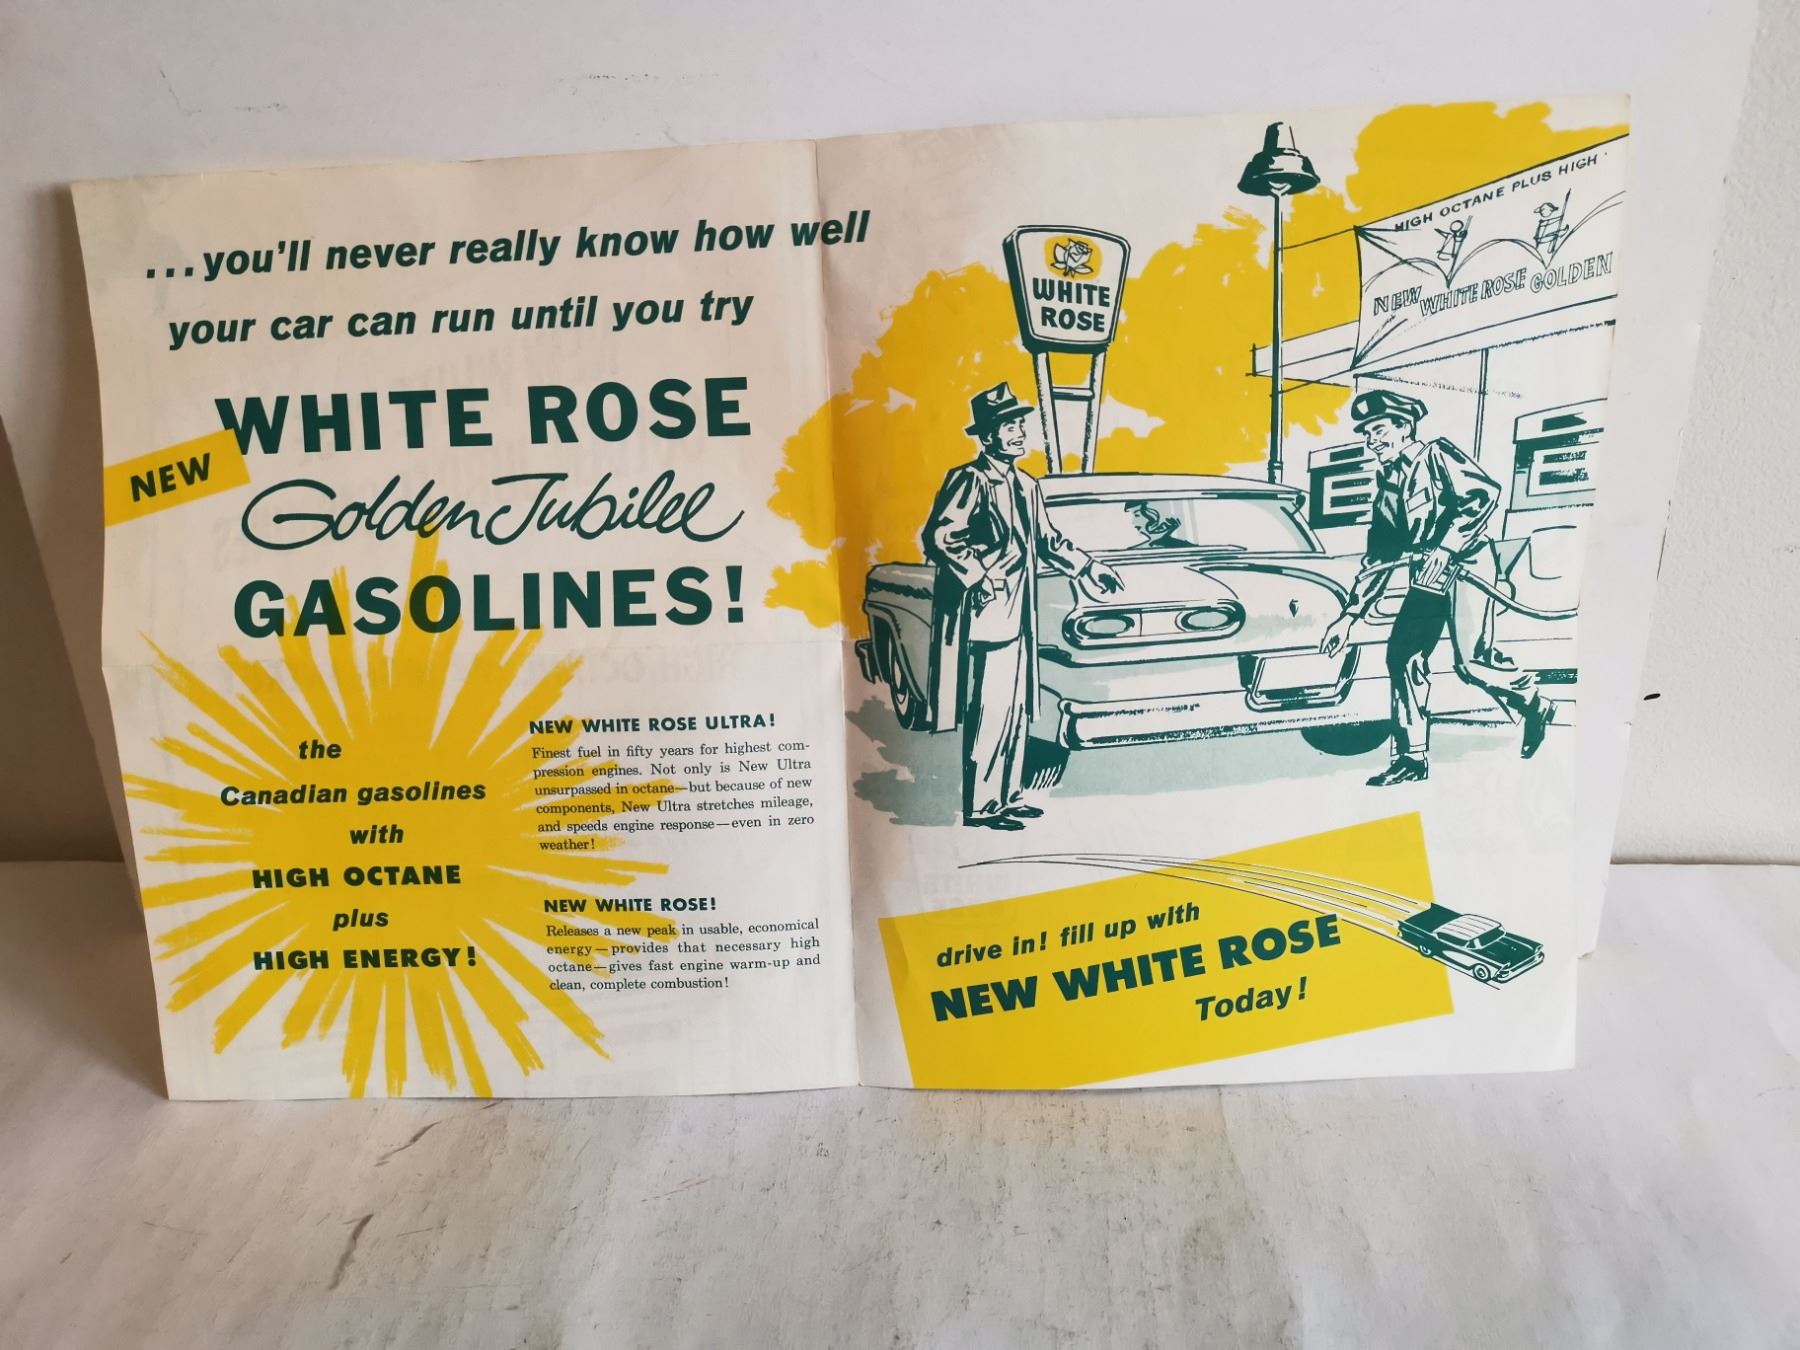 ...you'll never really know how well
your car can run until you try
NEW
WHITE ROSE
Golden Jubilee
GASOLINES!
the
Canadian gasolines
with
HIGH OCTANE
plus
HIGH ENERGY!
NEW WHITE ROSE ULTRA!
Finest fuel in fifty years for highest com-
pression engines. Not only is New Ultra
unsurpassed in octane—but because of new
components, New Ultra stretches mileage,
and speeds engine response—even in zero
weather!
NEW WHITE ROSE!
Releases a new peak in usable, economical
energy—provides that necessary high
octane—gives fast engine warm-up and
clean, complete combustion!
WHITE
ROSE
HIGH OCTANE PLUS HIGH
NEW WHITE ROSE GOLDEN
drive in! fill up with
NEW WHITE ROSE
Today!